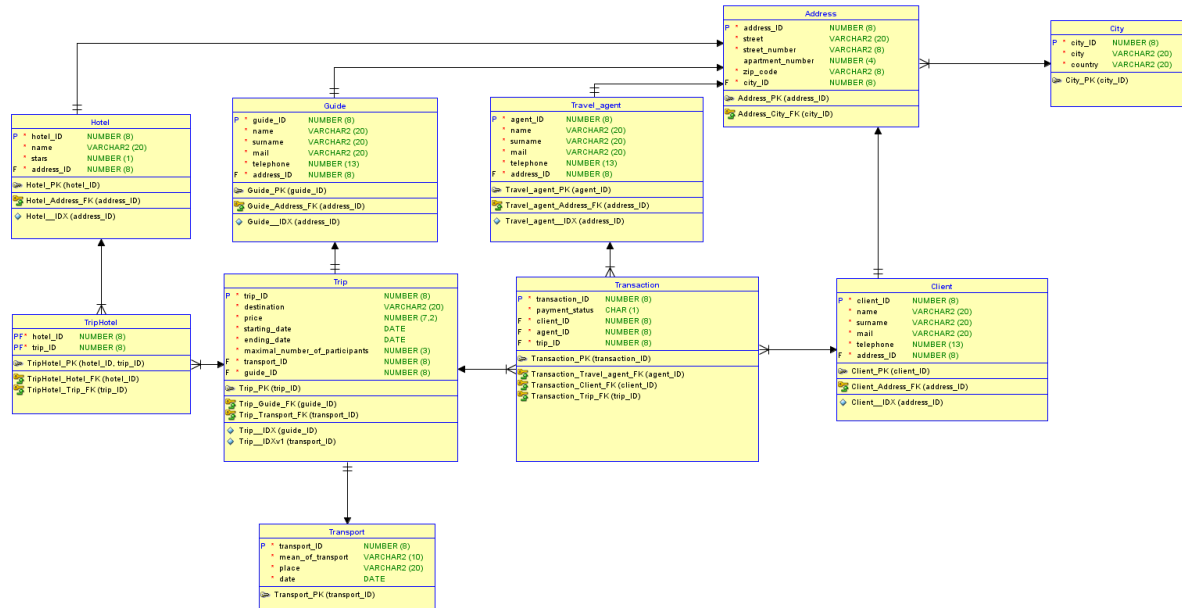 Address
P * address_ID NUMBER (8)
* street VARCHAR2 (20)
* street_number VARCHAR2 (8)
apartment_number NUMBER (4)
* zip_code VARCHAR2 (8)
F * city_ID NUMBER (8)
Address_PK (address_ID)
Address_City_FK (city_ID)
City
P * city_ID NUMBER (8)
* city VARCHAR2 (20)
* country VARCHAR2 (20)
City_PK (city_ID)
Hotel
P * hotel_ID NUMBER (8)
* name VARCHAR2 (20)
* stars NUMBER (1)
F * address_ID NUMBER (8)
Hotel_PK (hotel_ID)
Hotel_Address_FK (address_ID)
Hotel__IDX (address_ID)
Guide
P * guide_ID NUMBER (8)
* name VARCHAR2 (20)
* surname VARCHAR2 (20)
* mail VARCHAR2 (20)
* telephone NUMBER (13)
F * address_ID NUMBER (8)
Guide_PK (guide_ID)
Guide_Address_FK (address_ID)
Guide__IDX (address_ID)
Travel_agent
P * agent_ID NUMBER (8)
* name VARCHAR2 (20)
* surname VARCHAR2 (20)
* mail VARCHAR2 (20)
* telephone NUMBER (13)
F * address_ID NUMBER (8)
Travel_agent_PK (agent_ID)
Travel_agent_Address_FK (address_ID)
Travel_agent__IDX (address_ID)
TripHotel
PF * hotel_ID NUMBER (8)
PF * trip_ID NUMBER (8)
TripHotel_PK (hotel_ID, trip_ID)
TripHotel_Hotel_FK (hotel_ID)
TripHotel_Trip_FK (trip_ID)
Trip
P * trip_ID NUMBER (8)
* destination VARCHAR2 (20)
* price NUMBER (7,2)
* starting_date DATE
* ending_date DATE
* maximal_number_of_participants NUMBER (3)
F * transport_ID NUMBER (8)
F * guide_ID NUMBER (8)
Trip_PK (trip_ID)
Trip_Guide_FK (guide_ID)
Trip_Transport_FK (transport_ID)
Trip__IDX (guide_ID)
Trip__IDXv1 (transport_ID)
Transaction
P * transaction_ID NUMBER (8)
* payment_status CHAR (1)
F * client_ID NUMBER (8)
F * agent_ID NUMBER (8)
F * trip_ID NUMBER (8)
Transaction_PK (transaction_ID)
Transaction_Travel_agent_FK (agent_ID)
Transaction_Client_FK (client_ID)
Transaction_Trip_FK (trip_ID)
Client
P * client_ID NUMBER (8)
* name VARCHAR2 (20)
* surname VARCHAR2 (20)
* mail VARCHAR2 (20)
* telephone NUMBER (13)
F * address_ID NUMBER (8)
Client_PK (client_ID)
Client_Address_FK (address_ID)
Client__IDX (address_ID)
Transport
P * transport_ID NUMBER (8)
* mean_of_transport VARCHAR2 (10)
* place VARCHAR2 (20)
* date DATE
Transport_PK (transport_ID)